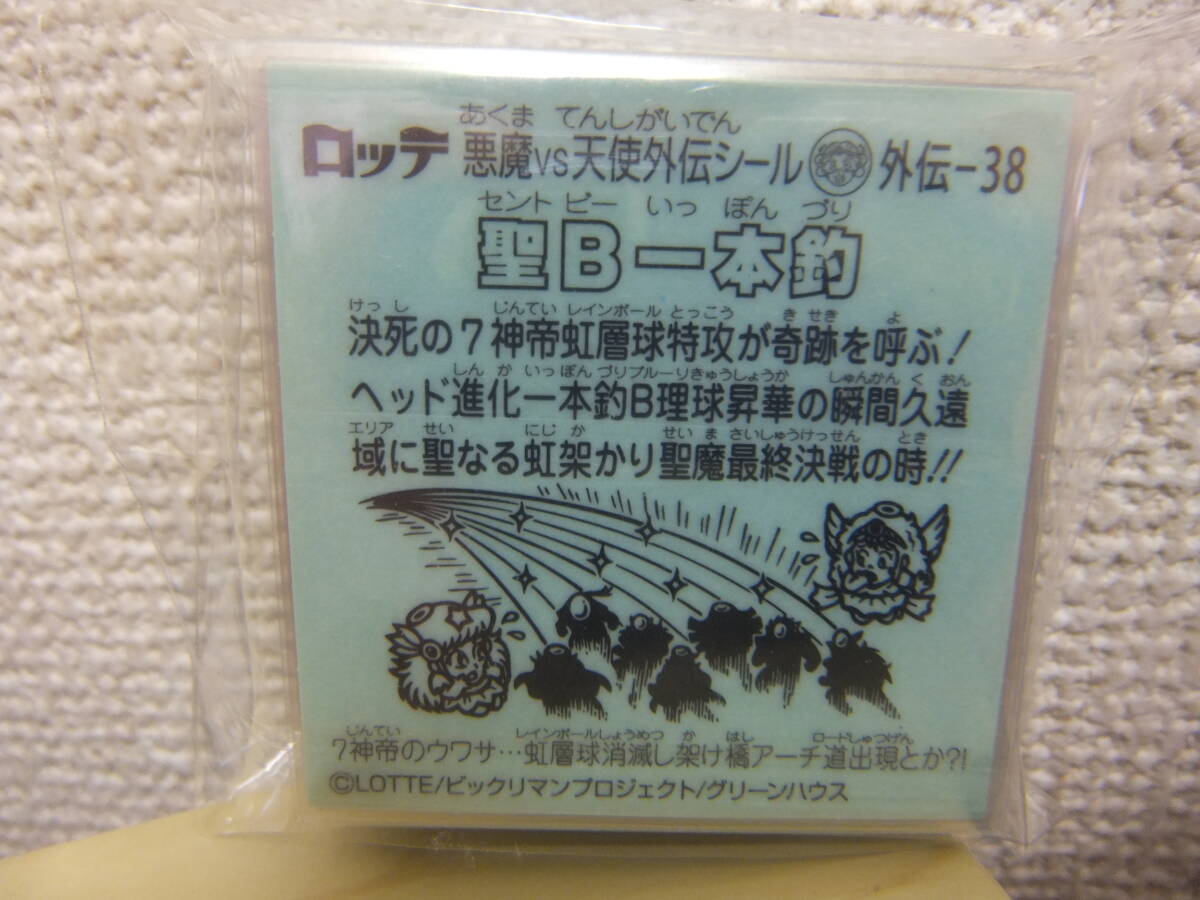 あくま てんしがいでん
ロッテ 悪魔VS天使外伝シール 外伝-38
セント ビー いっ ぽん づり
聖B一本釣
けっし じんてい レインボール とっこう き せき よ
決死の7神帝虹層球特攻が奇跡を呼ぶ!
しん か いっぽん づりブルーりきゅうしょうか しゅんかん く おん
ヘッド進化一本釣B理球昇華の瞬間久遠
エリア せい にじ か せい ま さいしゅうけっせん とき
域に聖なる虹架かり聖魔最終決戦の時!!
じんてい レインボールしょうめつ か はし ロードしゅつげん
7神帝のウワサ…虹層球消滅し架け橋アーチ道出現とか?!
©LOTTE/ビックリマンプロジェクト/グリーンハウス